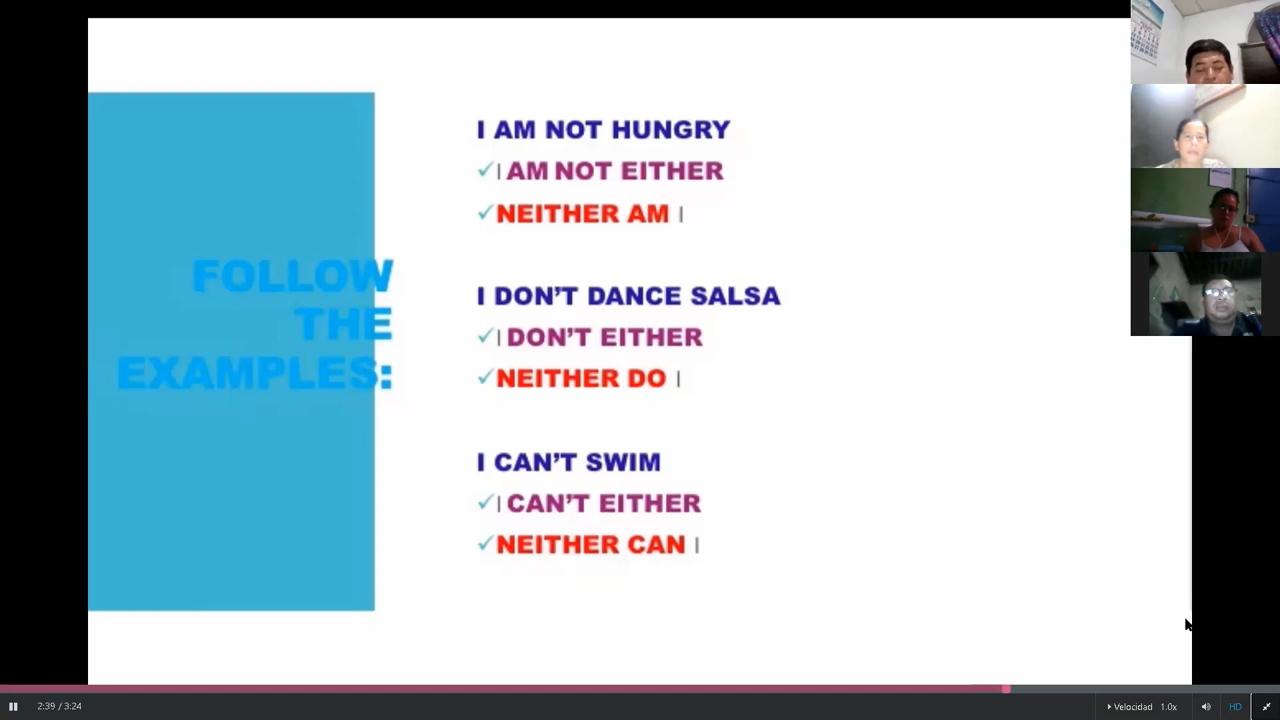 FOLLOW
THE
EXAMPLES:
I AM NOT HUNGRY
✓I AM NOT EITHER
✓NEITHER AM I
I DON'T DANCE SALSA
✓I DON'T EITHER
✓NEITHER DO I
I CAN'T SWIM
✓I CAN'T EITHER
✓NEITHER CAN I
2:39 / 3:24
Velocidad 1.0x
HD